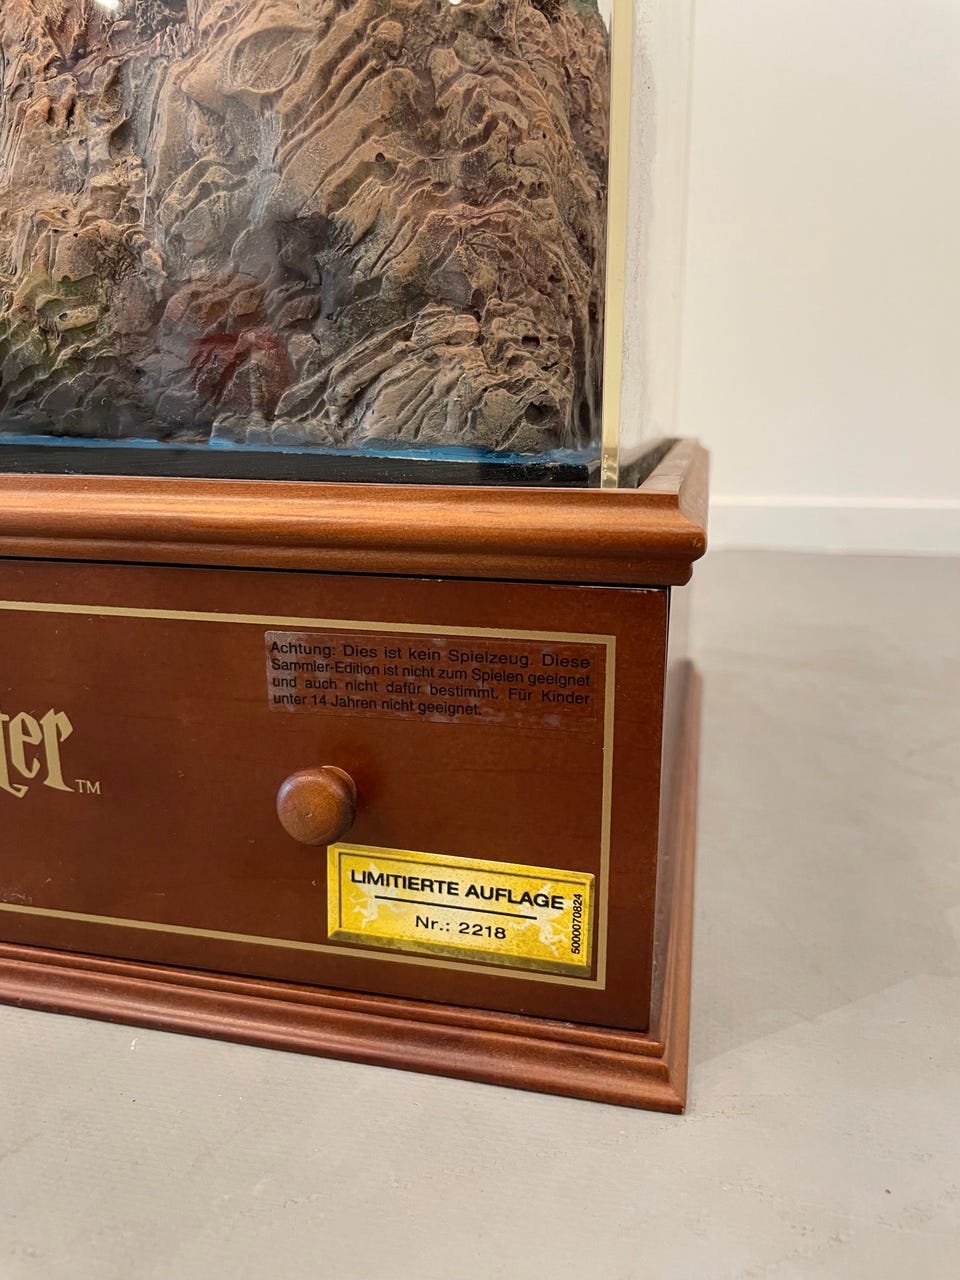 Achtung: Dies ist kein Spielzeug. Diese
Sammler-Edition ist nicht zum Spielen geeignet
und auch nicht dafür bestimmt. Für Kinder
unter 14 Jahren nicht geeignet.
ter™
LIMITIERTE AUFLAGE
Nr.: 2218
5000070824